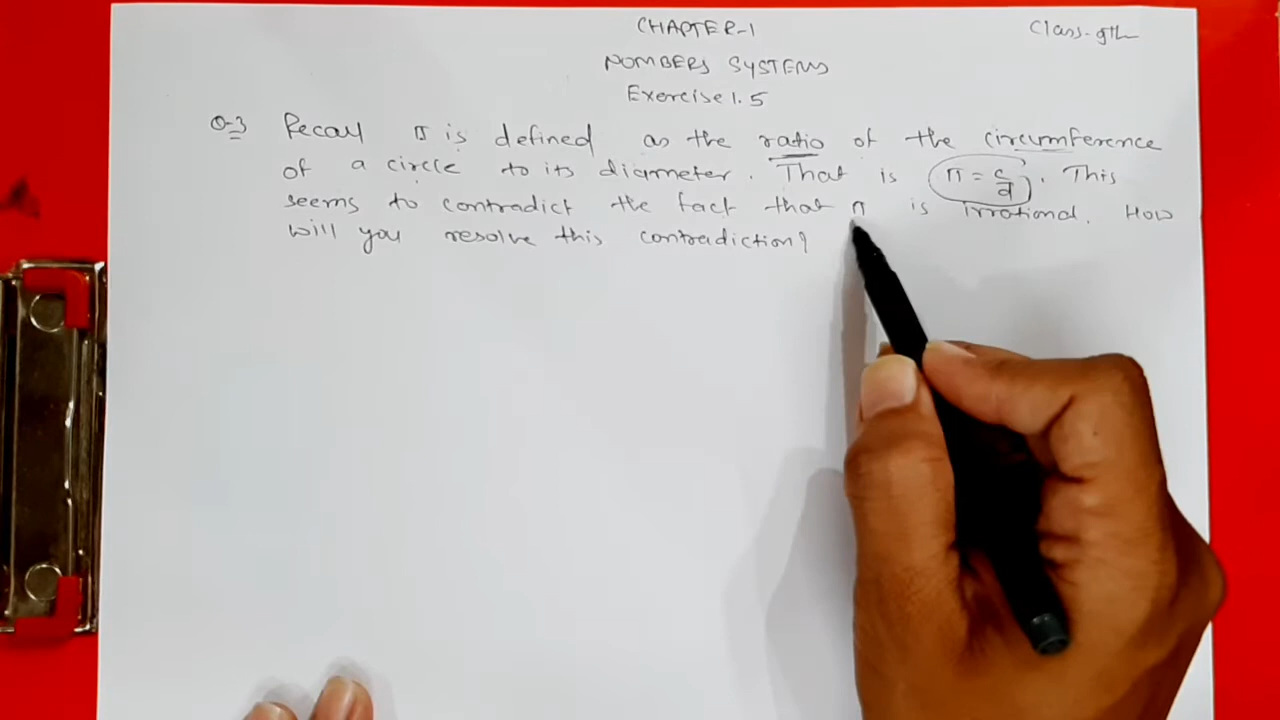 CHAPTER-1
Class-9th
NUMBERS SYSTEMS
Exercise 1.5
Q-3 Recall π is defined as the ratio of the circumference
of a circle to its diameter. That is π = c/d. This
seems to contradict the fact that π is irrational. How
will you resolve this contradiction?